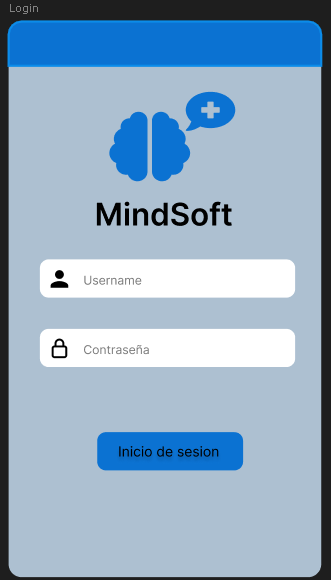 Login
MindSoft
Username
Contraseña
Inicio de sesion